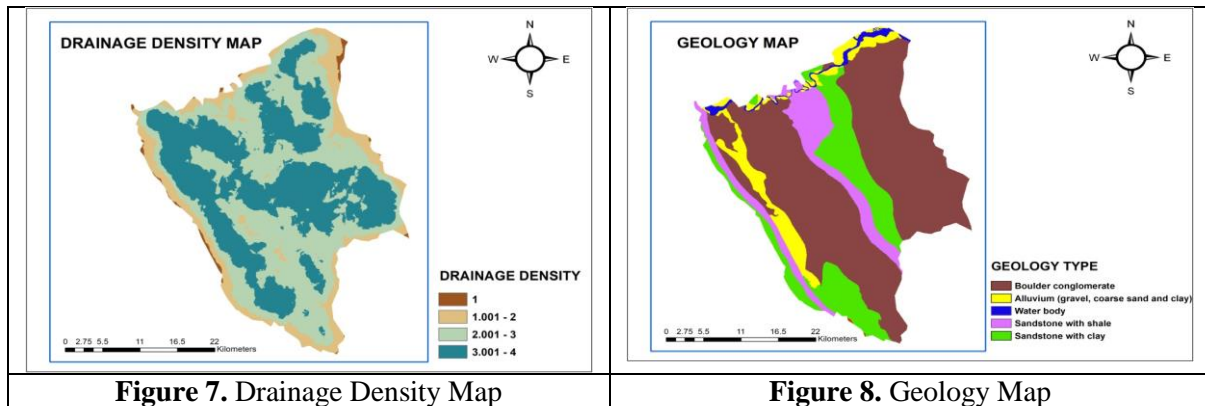 DRAINAGE DENSITY MAP
N
W E
S
DRAINAGE DENSITY
1
1.001 - 2
2.001 - 3
3.001 - 4
0 2.75 5.5 11 16.5 22
Kilometers
Figure 7. Drainage Density Map
GEOLOGY MAP
N
W E
S
GEOLOGY TYPE
Boulder conglomerate
Alluvium (gravel, coarse sand and clay)
Water body
Sandstone with shale
Sandstone with clay
0 2.75 5.5 11 16.5 22
Kilometers
Figure 8. Geology Map